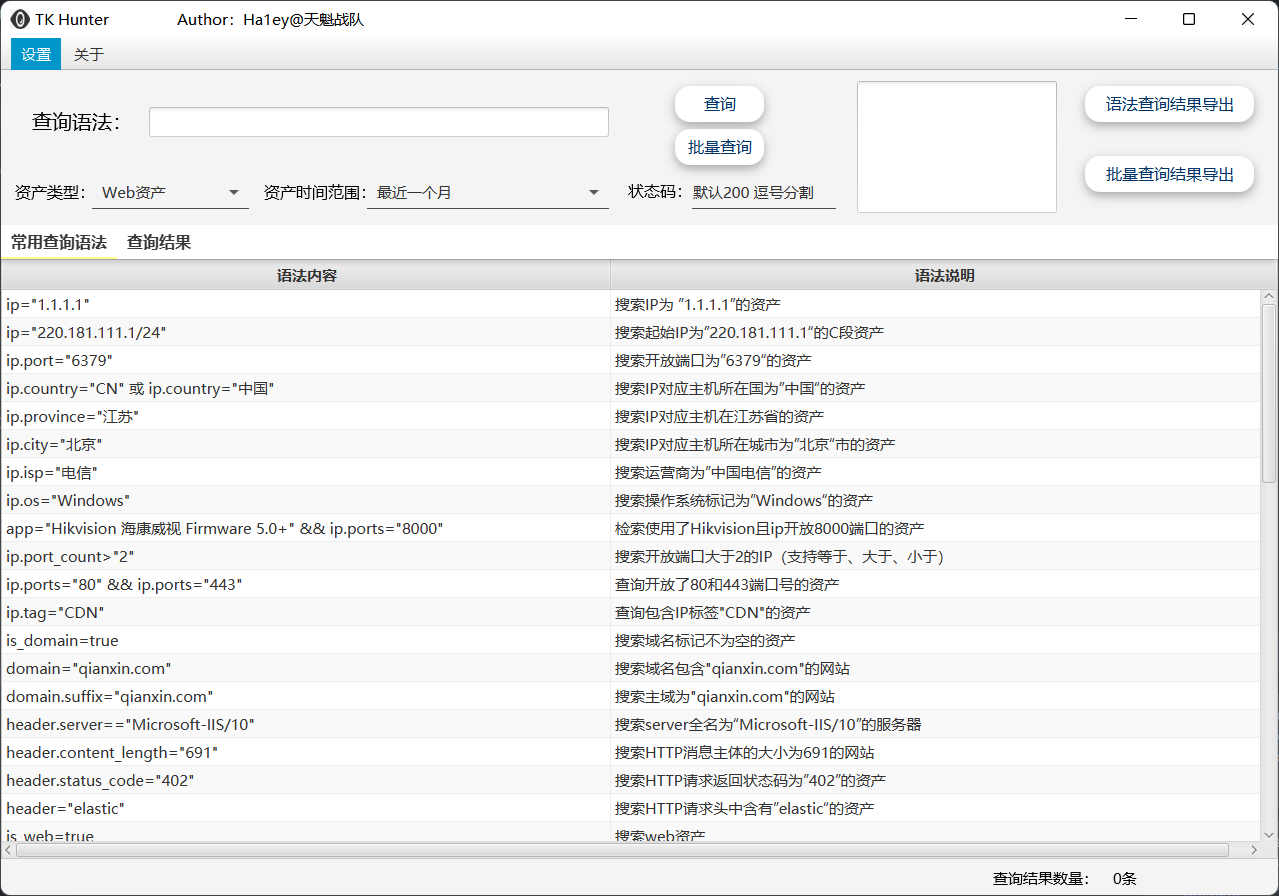 TK Hunter Author：Ha1ey@天魁战队
设置 关于
查询语法： 查询 语法查询结果导出
批量查询
批量查询结果导出
资产类型： Web资产 资产时间范围： 最近一个月 状态码： 默认200 逗号分割
常用查询语法 查询结果
语法内容 语法说明
ip="1.1.1.1" 搜索IP为 ”1.1.1.1”的资产
ip="220.181.111.1/24" 搜索起始IP为”220.181.111.1“的C段资产
ip.port="6379" 搜索开放端口为”6379“的资产
ip.country="CN" 或 ip.country="中国" 搜索IP对应主机所在国为”中国“的资产
ip.province="江苏" 搜索IP对应主机在江苏省的资产
ip.city="北京" 搜索IP对应主机所在城市为”北京“市的资产
ip.isp="电信" 搜索运营商为”中国电信”的资产
ip.os="Windows" 搜索操作系统标记为”Windows“的资产
app="Hikvision 海康威视 Firmware 5.0+" && ip.ports="8000" 检索使用了Hikvision且ip开放8000端口的资产
ip.port_count>"2" 搜索开放端口大于2的IP（支持等于、大于、小于）
ip.ports="80" && ip.ports="443" 查询开放了80和443端口号的资产
ip.tag="CDN" 查询包含IP标签"CDN"的资产
is_domain=true 搜索域名标记不为空的资产
domain="qianxin.com" 搜索域名包含"qianxin.com"的网站
domain.suffix="qianxin.com" 搜索主域为"qianxin.com"的网站
header.server=="Microsoft-IIS/10" 搜索server全名为“Microsoft-IIS/10”的服务器
header.content_length="691" 搜索HTTP消息主体的大小为691的网站
header.status_code="402" 搜索HTTP请求返回状态码为”402”的资产
header="elastic" 搜索HTTP请求头中含有”elastic“的资产
is_web=true 搜索web资产
查询结果数量： 0条